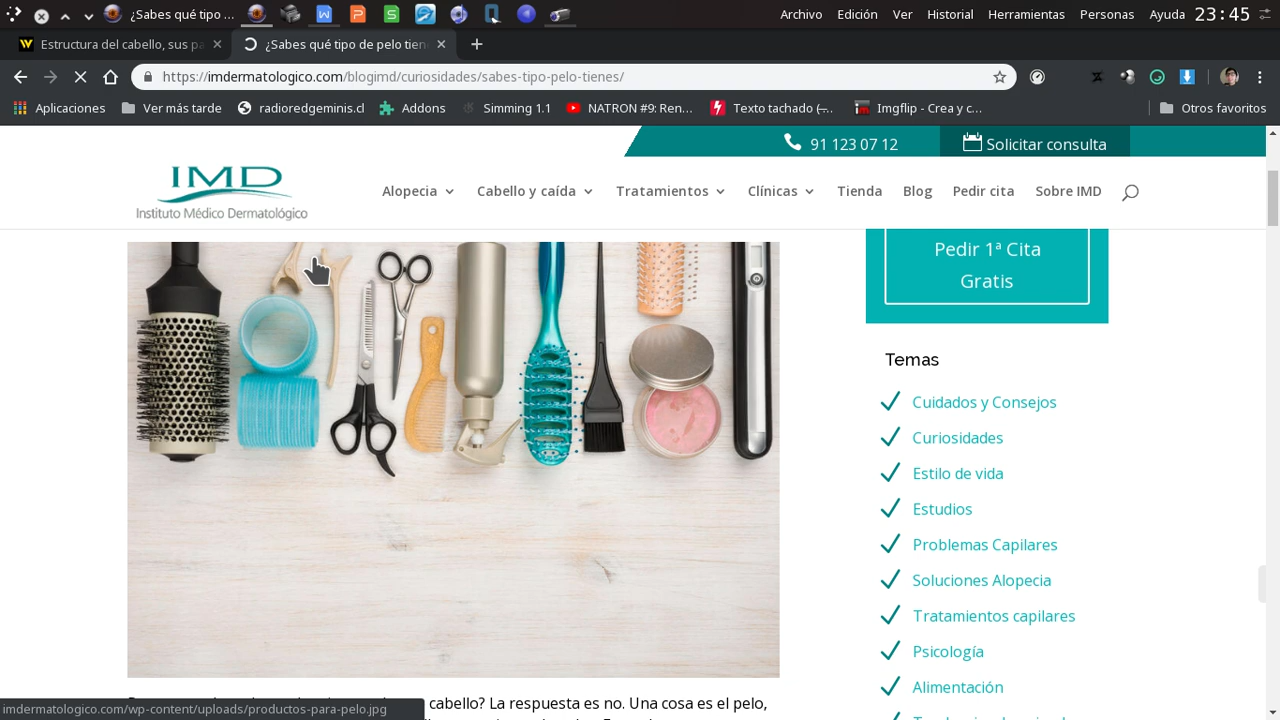 ¿Sabes qué tipo ...
Archivo Edición Ver Historial Herramientas Personas Ayuda 23:45
Estructura del cabello, sus pa
¿Sabes qué tipo de pelo tien
https://imdermatologico.com/blogimd/curiosidades/sabes-tipo-pelo-tienes/
Aplicaciones Ver más tarde radioredgeminis.cl Addons Simming 1.1 NATRON #9: Ren… Texto tachado (… Imgflip - Crea y c… Otros favoritos
91 123 07 12 Solicitar consulta
IMD
Instituto Médico Dermatológico
Alopecia Cabello y caída Tratamientos Clínicas Tienda Blog Pedir cita Sobre IMD
Pedir 1ª Cita
Gratis
Temas
Cuidados y Consejos
Curiosidades
Estilo de vida
Estudios
Problemas Capilares
Soluciones Alopecia
Tratamientos capilares
Psicología
Alimentación
cabello? La respuesta es no. Una cosa es el pelo,
imdermatologico.com/wp-content/uploads/productos-para-pelo.jpg